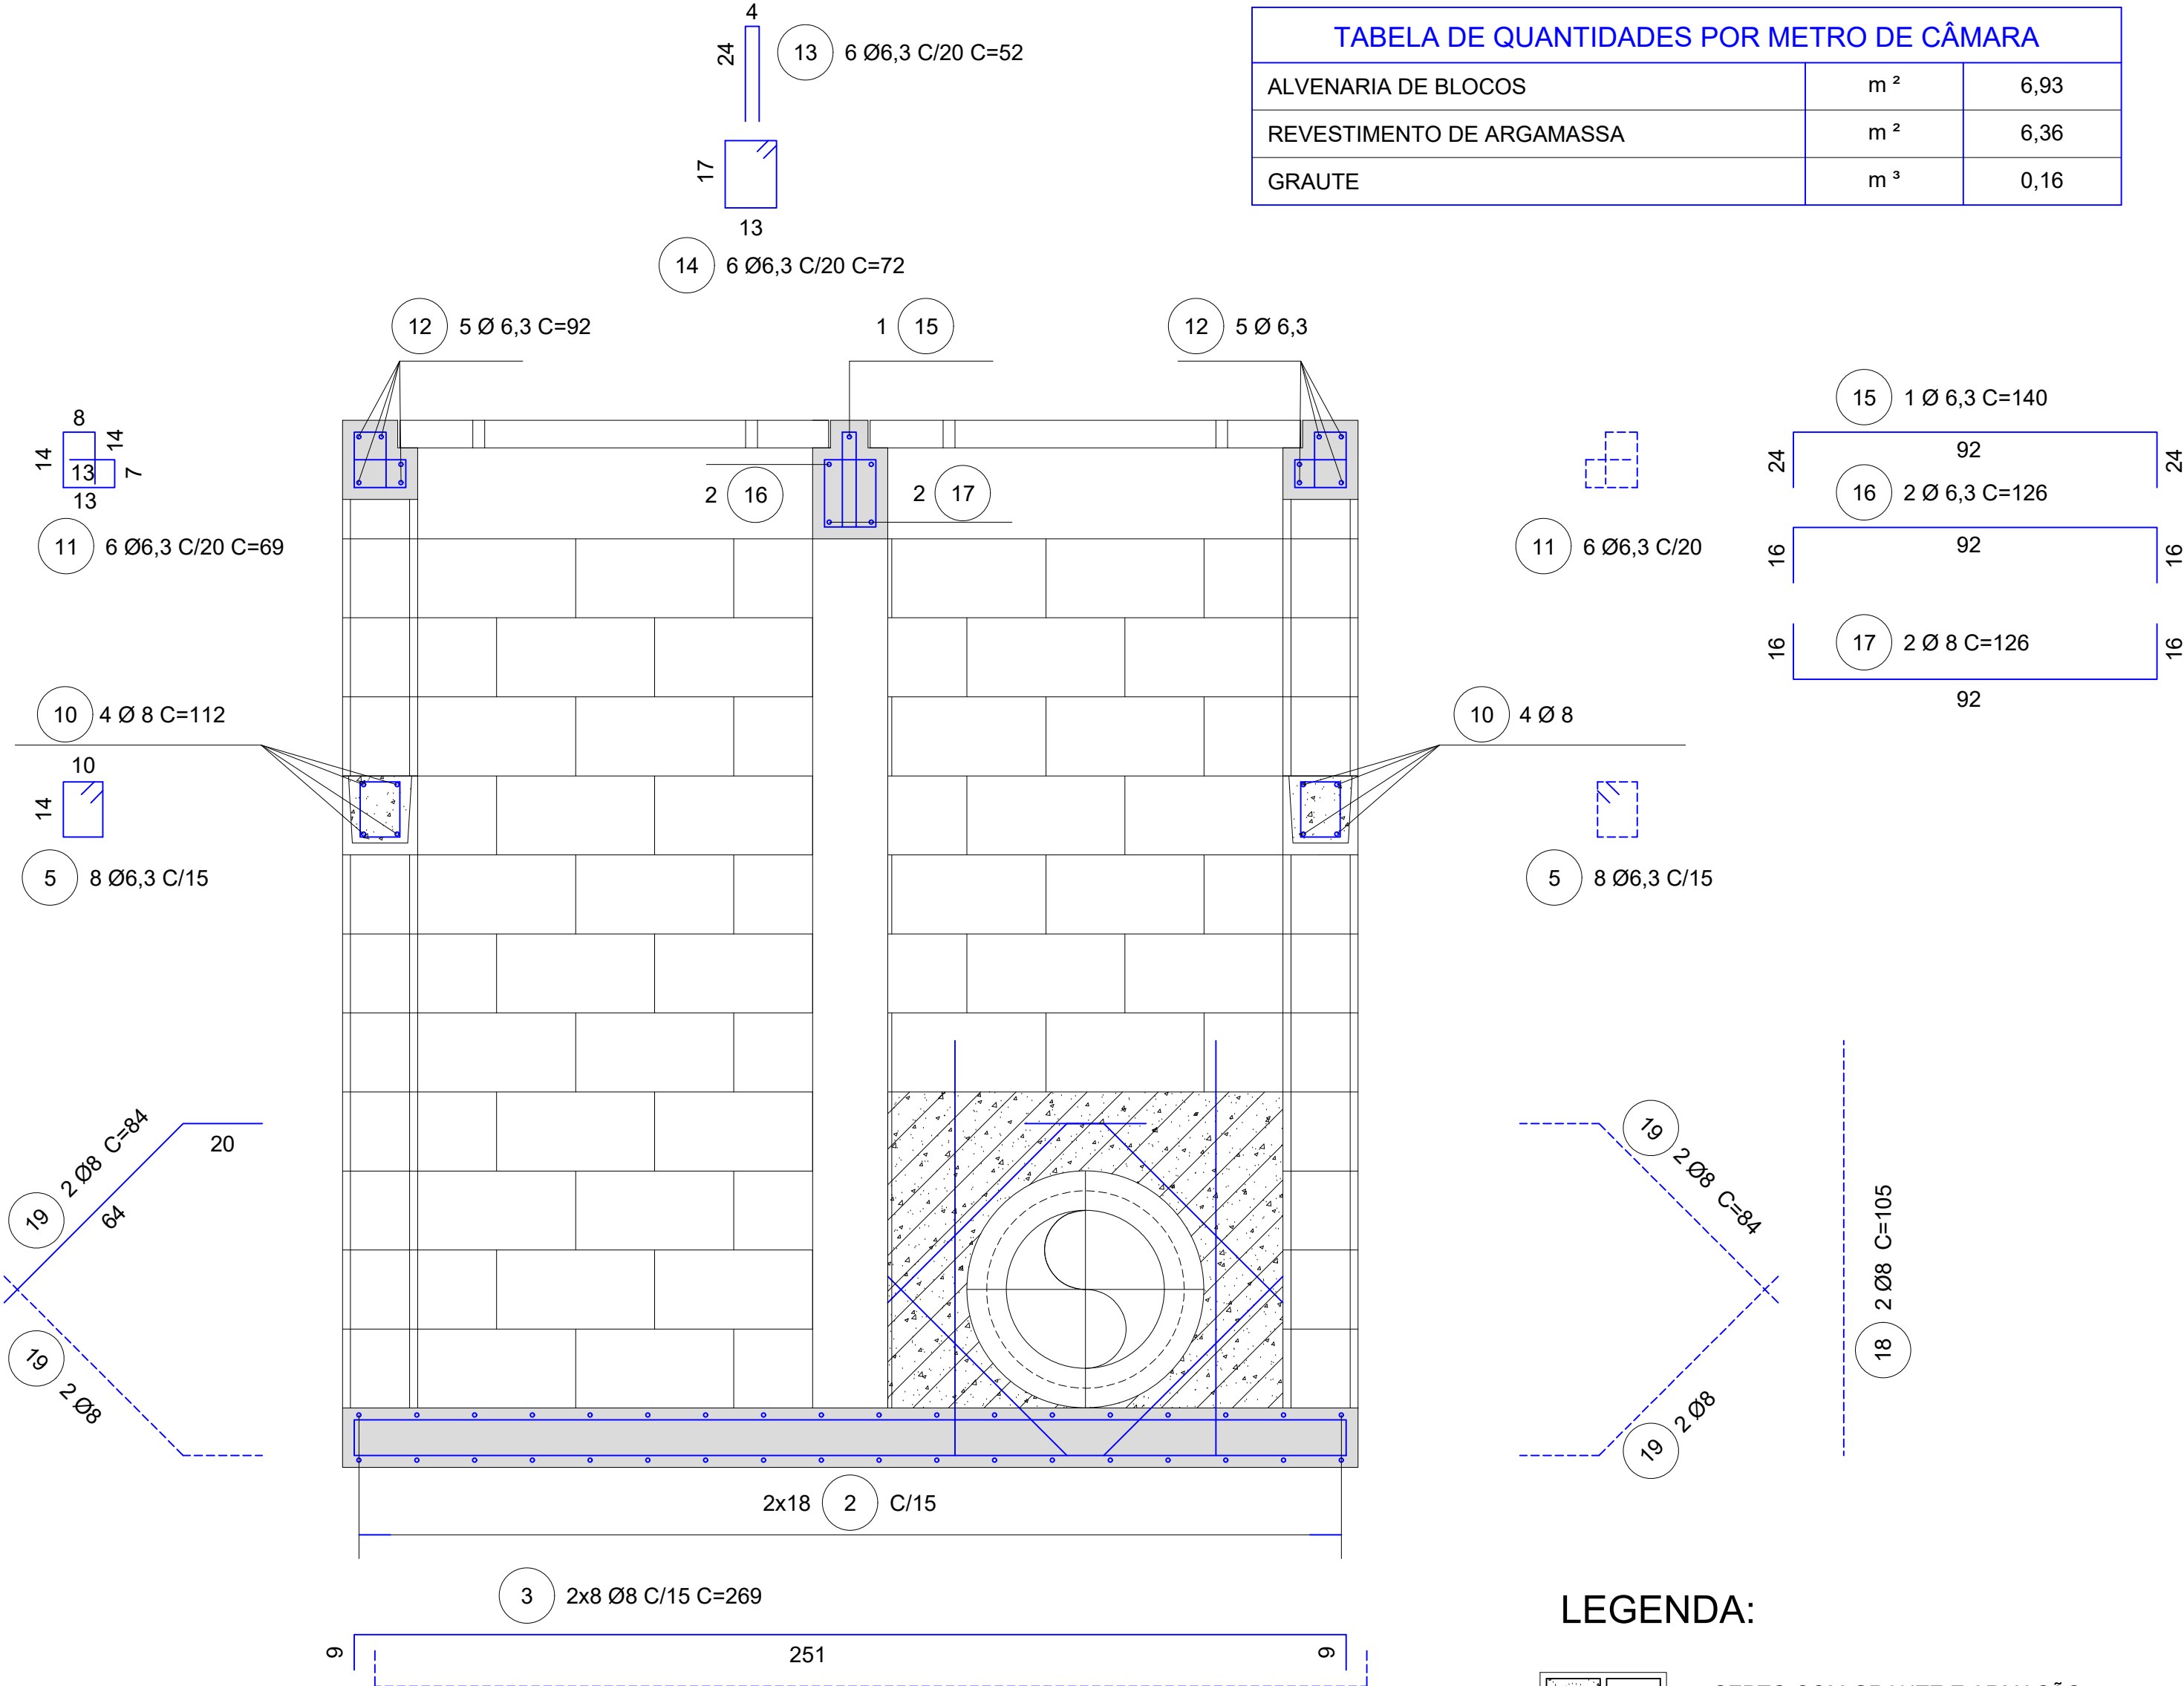 4
24
13 6 Ø6,3 C/20 C=52
17
13
14 6 Ø6,3 C/20 C=72
TABELA DE QUANTIDADES POR METRO DE CÂMARA
ALVENARIA DE BLOCOS m ² 6,93
REVESTIMENTO DE ARGAMASSA m ² 6,36
GRAUTE m ³ 0,16
12 5 Ø 6,3 C=92
1 15
12 5 Ø 6,3
8
14
14
13
7
13
11 6 Ø6,3 C/20 C=69
2 16
2 17
11 6 Ø6,3 C/20
15 1 Ø 6,3 C=140
24
92
24
16 2 Ø 6,3 C=126
16
92
16
17 2 Ø 8 C=126
16
16
92
10 4 Ø 8 C=112
10
14
5 8 Ø6,3 C/15
10 4 Ø 8
5 8 Ø6,3 C/15
19 2 Ø8 C=84
20
64
19 2 Ø8
19 2 Ø8 C=84
19 2 Ø8
18 2 Ø8 C=105
2x18 2 C/15
3 2x8 Ø8 C/15 C=269
9
251
9
LEGENDA: